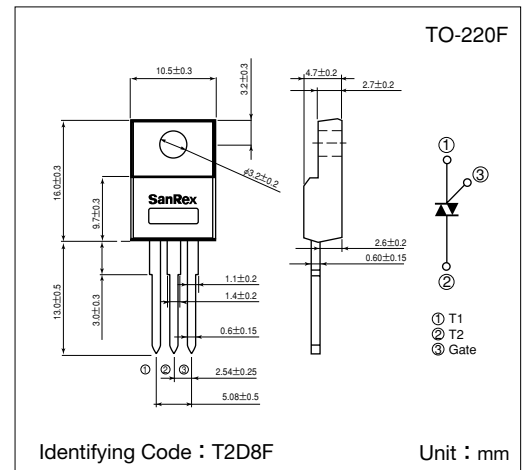 TO-220F
10.5±0.3
3.2±0.3
4.7±0.2
2.7±0.2
16.0±0.3
9.7±0.3
φ3.2±0.2
SanRex
13.0±0.5
3.0±0.3
1.1±0.2
1.4±0.2
0.6±0.15
2.6±0.2
0.60±0.15
① ② ③
2.54±0.25
5.08±0.5
①
③
②
① T1
② T2
③ Gate
Identifying Code：T2D8F
Unit：mm